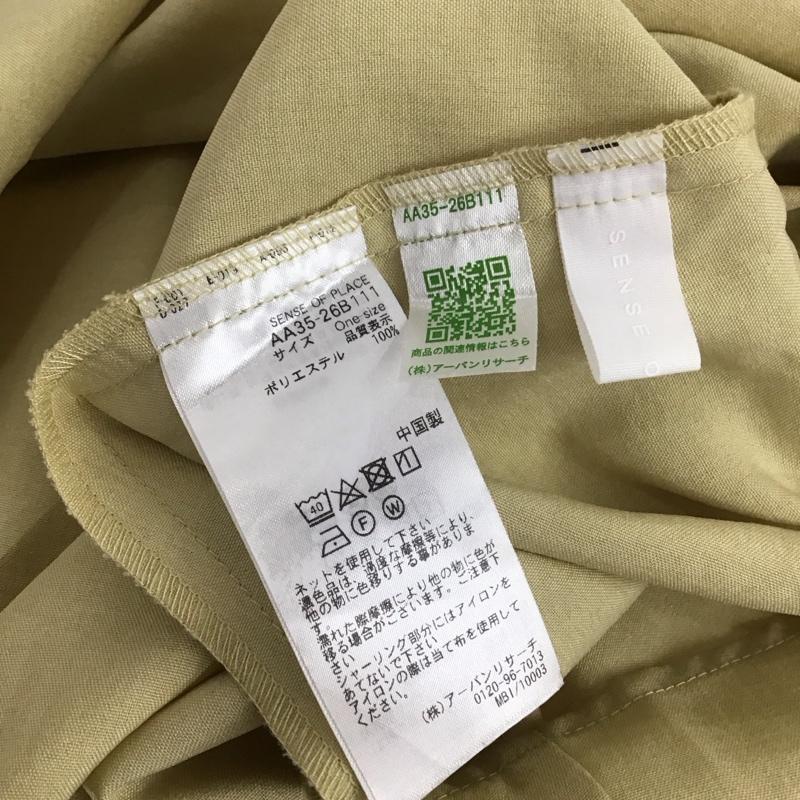 SENSE OF PLACE
AA35-26B111
サイズ One-size
品質表示
ポリエステル 100%
中国製
40
F W
ネットを使用して下さい
濃色品は、過度な摩擦等により、
他の物に色移りする事がありま
す。
濡れた際摩擦により他の物に色が
移る場合がございます。ご注意下
さい
シャーリング部分にはアイロンを
あてないで下さい
アイロンの際は当て布を使用して
ください。
(株)アーバンリサーチ
0120-96-7013
MBI/10003
AA35-26B111
商品の関連情報はこちら
(株)アーバンリサーチ
SENSE O